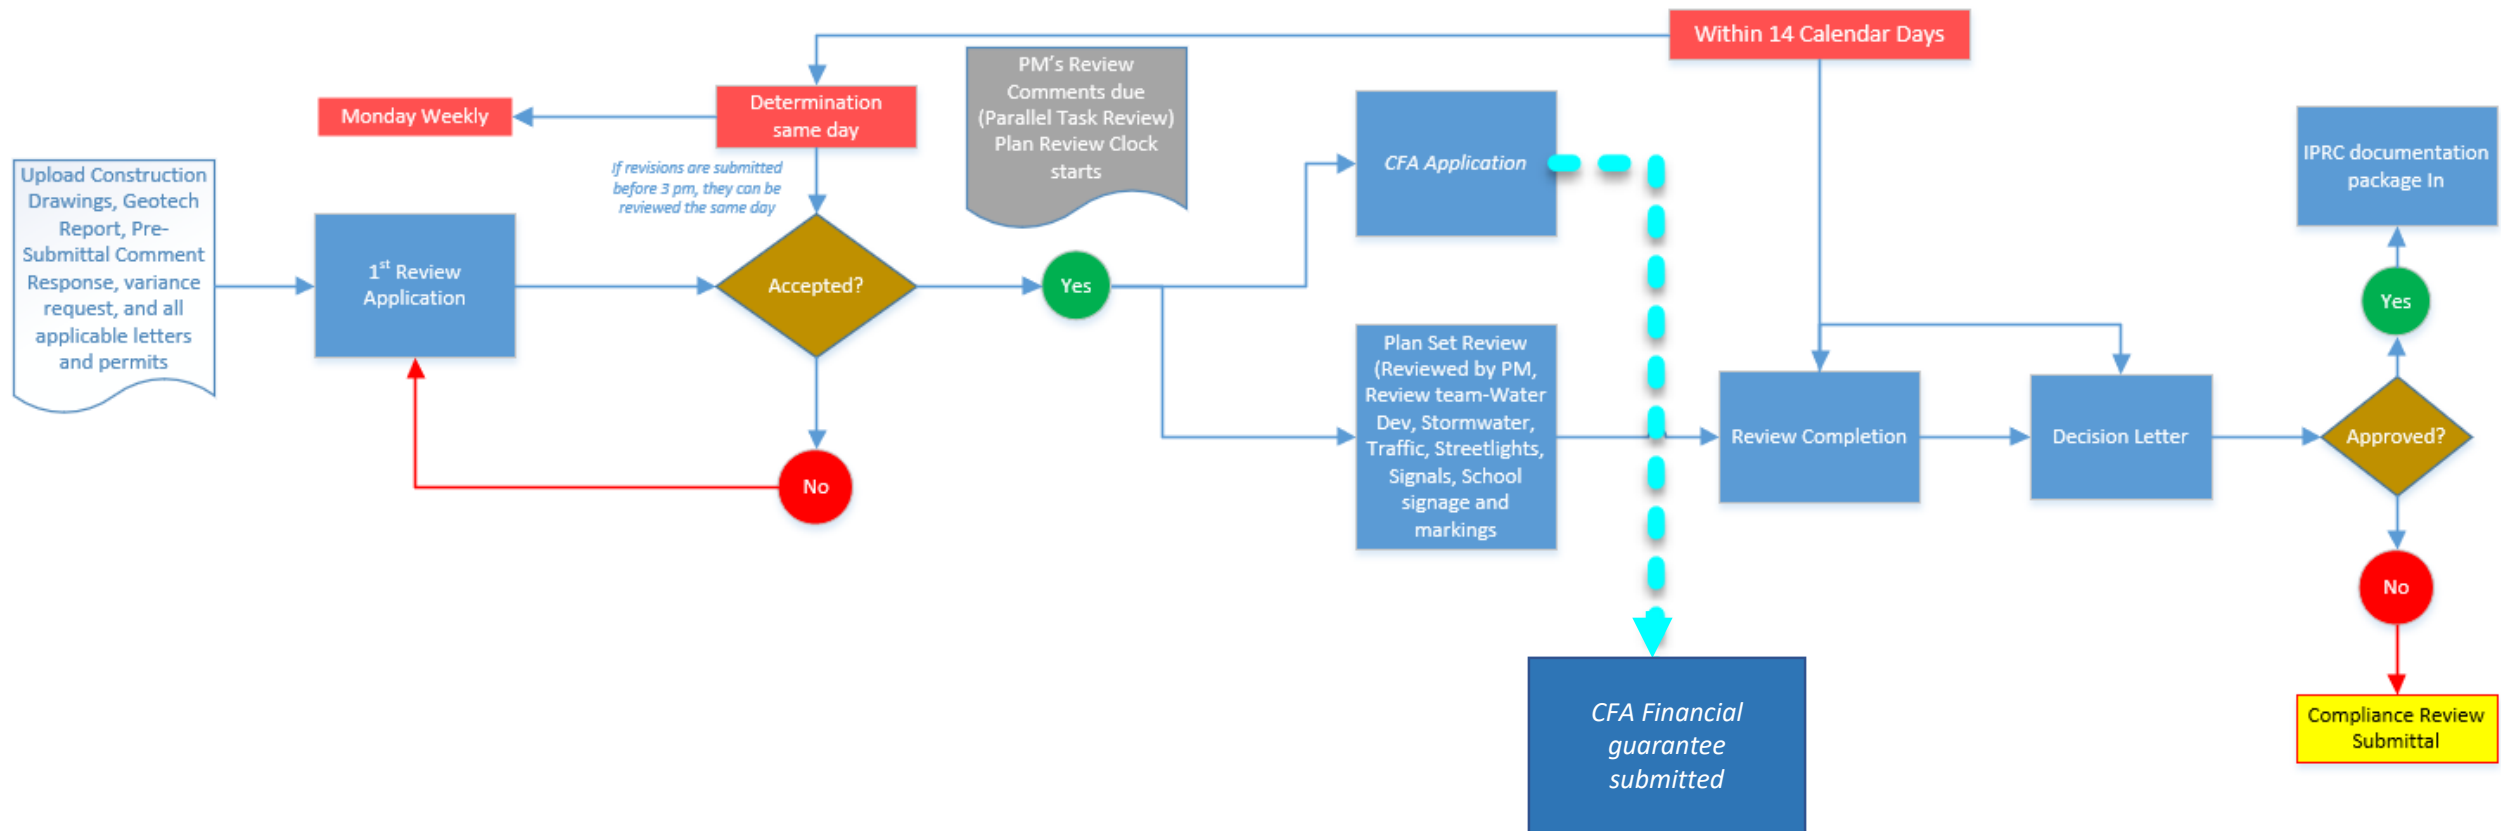 Within 14 Calendar Days
Monday Weekly
Determination
same day
If revisions are submitted
before 3 pm, they can be
reviewed the same day
PM's Review
Comments due
(Parallel Task Review)
Plan Review Clock
starts
Upload Construction
Drawings, Geotech
Report, Pre-
Submittal Comment
Response, variance
request, and all
applicable letters
and permits
1st Review
Application
Accepted?
Yes
No
CFA Application
Plan Set Review
(Reviewed by PM,
Review team-Water
Dev, Stormwater,
Traffic, Streetlights,
Signals, School
signage and
markings
CFA Financial
guarantee
submitted
Review Completion
Decision Letter
Approved?
Yes
IPRC documentation
package In
No
Compliance Review
Submittal